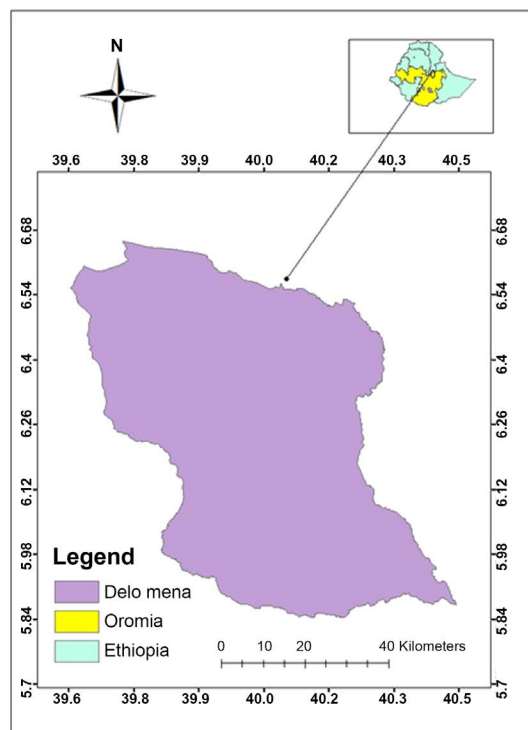 N
39.6 39.8 39.9 40.0 40.2 40.3 40.5
6.68 6.68
6.54 6.54
6.4 6.4
6.26 6.26
6.12 6.12
5.98 5.98
5.84 5.84
5.7 5.7
Legend
Delo mena
Oromia
Ethiopia
0 10 20 40 Kilometers
39.6 39.8 39.9 40.0 40.2 40.3 40.5